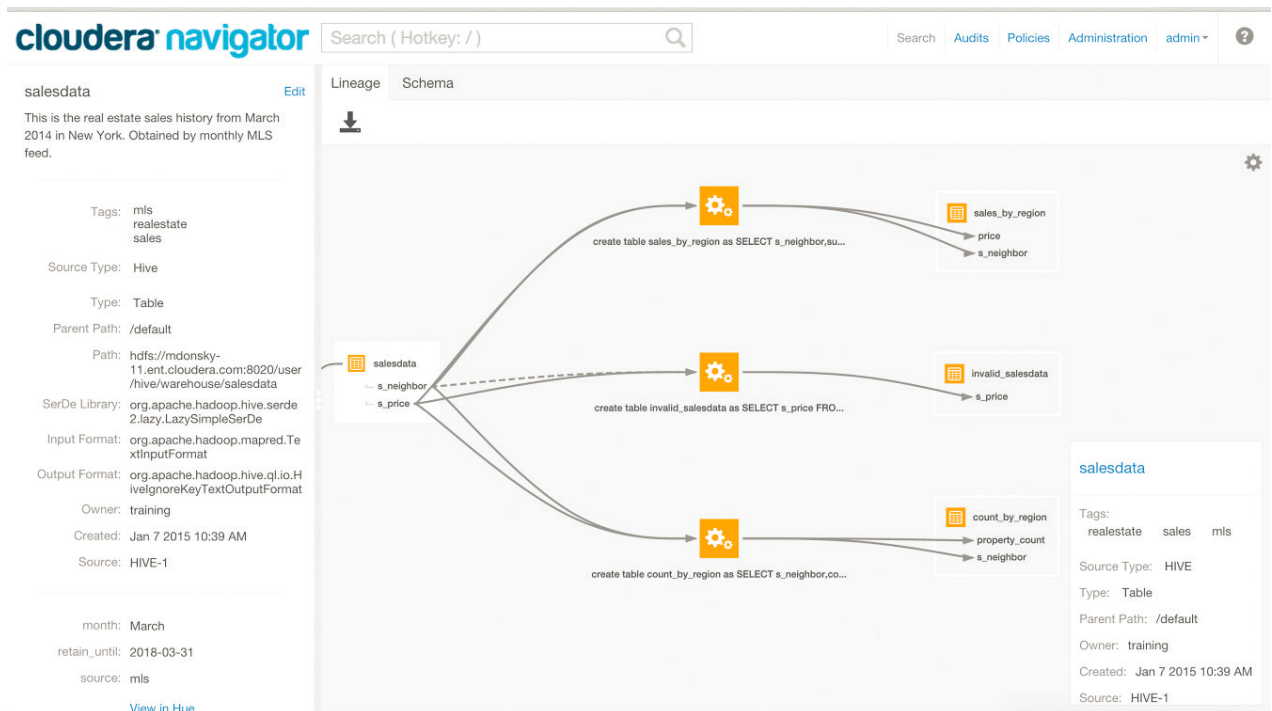 cloudera navigator
Search ( Hotkey: / )
Search Audits Policies Administration admin
?
salesdata Edit
This is the real estate sales history from March
2014 in New York. Obtained by monthly MLS
feed.
Tags: mls
realestate
sales
Source Type: Hive
Type: Table
Parent Path: /default
Path: hdfs://mdonsky-
11.ent.cloudera.com:8020/user
/hive/warehouse/salesdata
SerDe Library: org.apache.hadoop.hive.serde
2.lazy.LazySimpleSerDe
Input Format: org.apache.hadoop.mapred.Te
xtInputFormat
Output Format: org.apache.hadoop.hive.ql.io.H
iveIgnoreKeyTextOutputFormat
Owner: training
Created: Jan 7 2015 10:39 AM
Source: HIVE-1
month: March
retain_until: 2018-03-31
source: mls
View in Hue
Lineage Schema
salesdata
s_neighbor
s_price
create table sales_by_region as SELECT s_neighbor,su...
sales_by_region
price
s_neighbor
create table invalid_salesdata as SELECT s_price FRO...
invalid_salesdata
s_price
create table count_by_region as SELECT s_neighbor,co...
count_by_region
property_count
s_neighbor
salesdata
Tags:
realestate sales mls
Source Type: HIVE
Type: Table
Parent Path: /default
Owner: training
Created: Jan 7 2015 10:39 AM
Source: HIVE-1